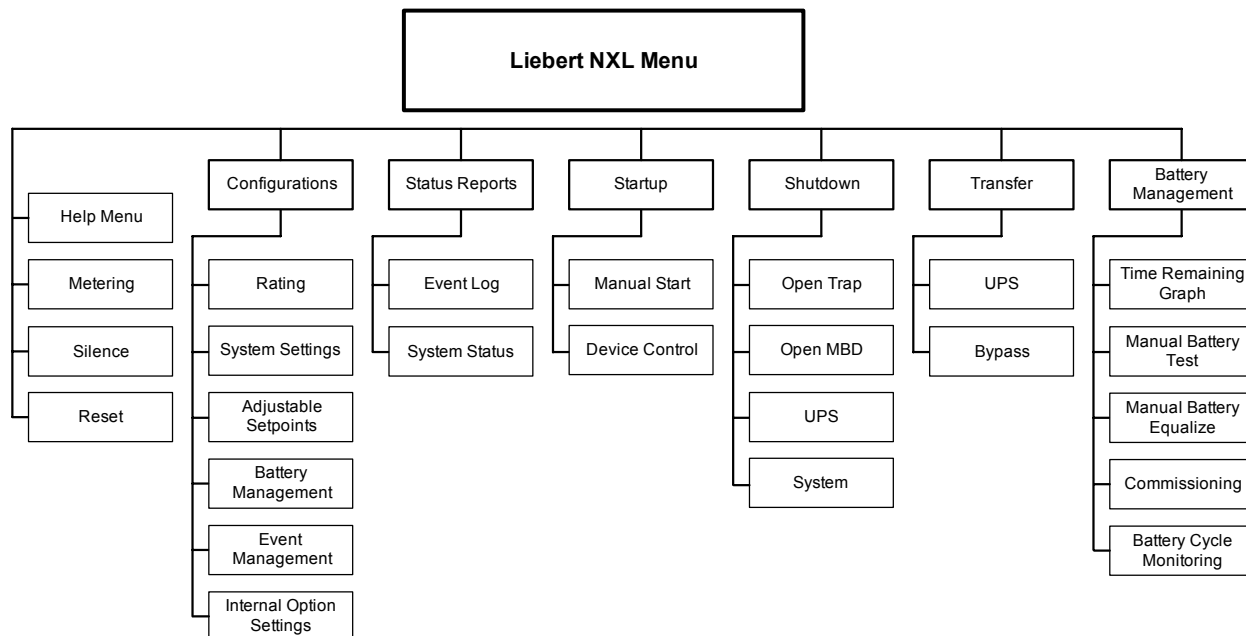 Liebert NXL Menu
Help Menu
Metering
Silence
Reset
Configurations
Rating
System Settings
Adjustable
Setpoints
Battery
Management
Event
Management
Internal Option
Settings
Status Reports
Event Log
System Status
Startup
Manual Start
Device Control
Shutdown
Open Trap
Open MBD
UPS
System
Transfer
UPS
Bypass
Battery
Management
Time Remaining
Graph
Manual Battery
Test
Manual Battery
Equalize
Commissioning
Battery Cycle
Monitoring